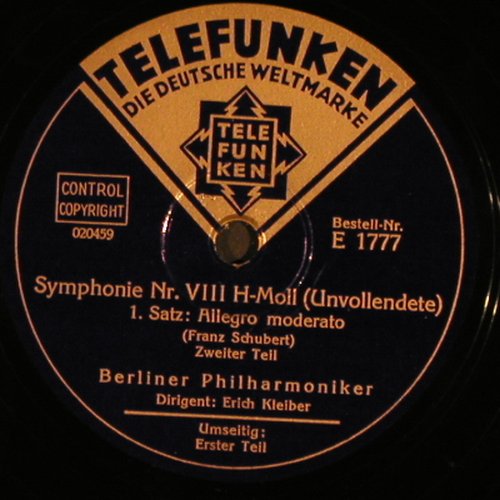 TELEFUNKEN
DIE DEUTSCHE WELTMARKE
TELE
FUN
KEN
CONTROL
COPYRIGHT
020459
Bestell-Nr.
E 1777
Symphonie Nr. VIII H-Moll (Unvollendete)
1. Satz: Allegro moderato
(Franz Schubert)
Zweiter Teil
Berliner Philharmoniker
Dirigent: Erich Kleiber
Umseitig:
Erster Teil